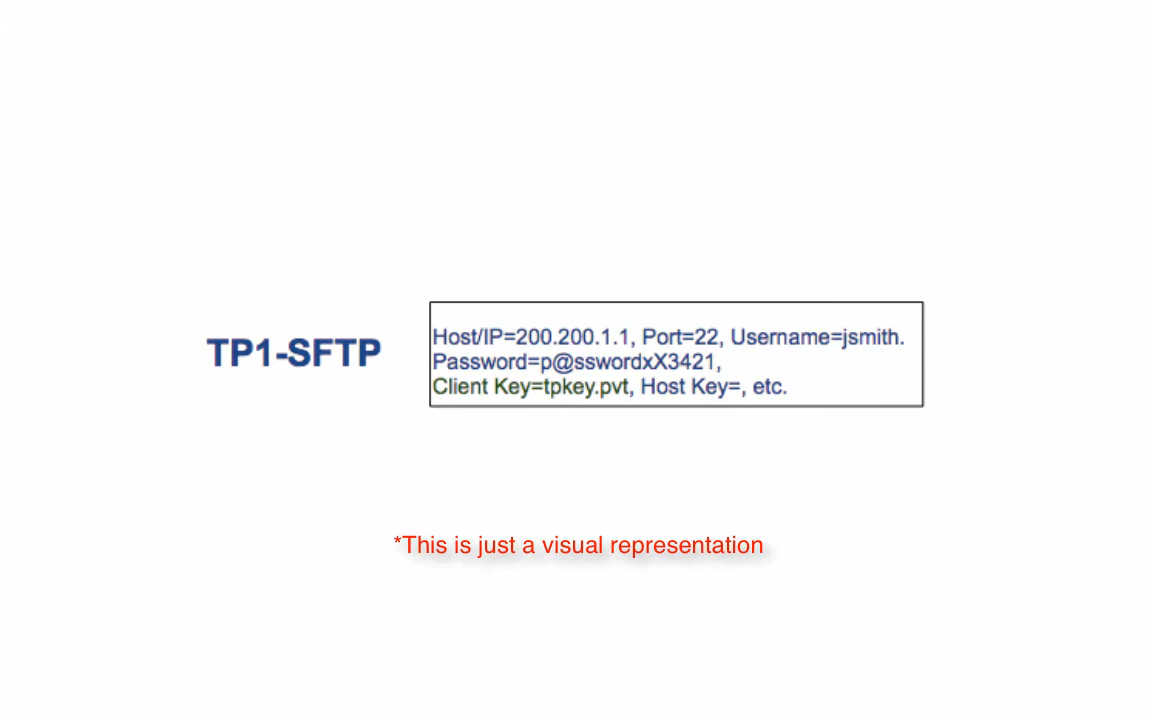 TP1-SFTP
Host/IP=200.200.1.1, Port=22, Username=jsmith.
Password=p@sswordxX3421,
Client Key=tpkey.pvt, Host Key=, etc.
*This is just a visual representation